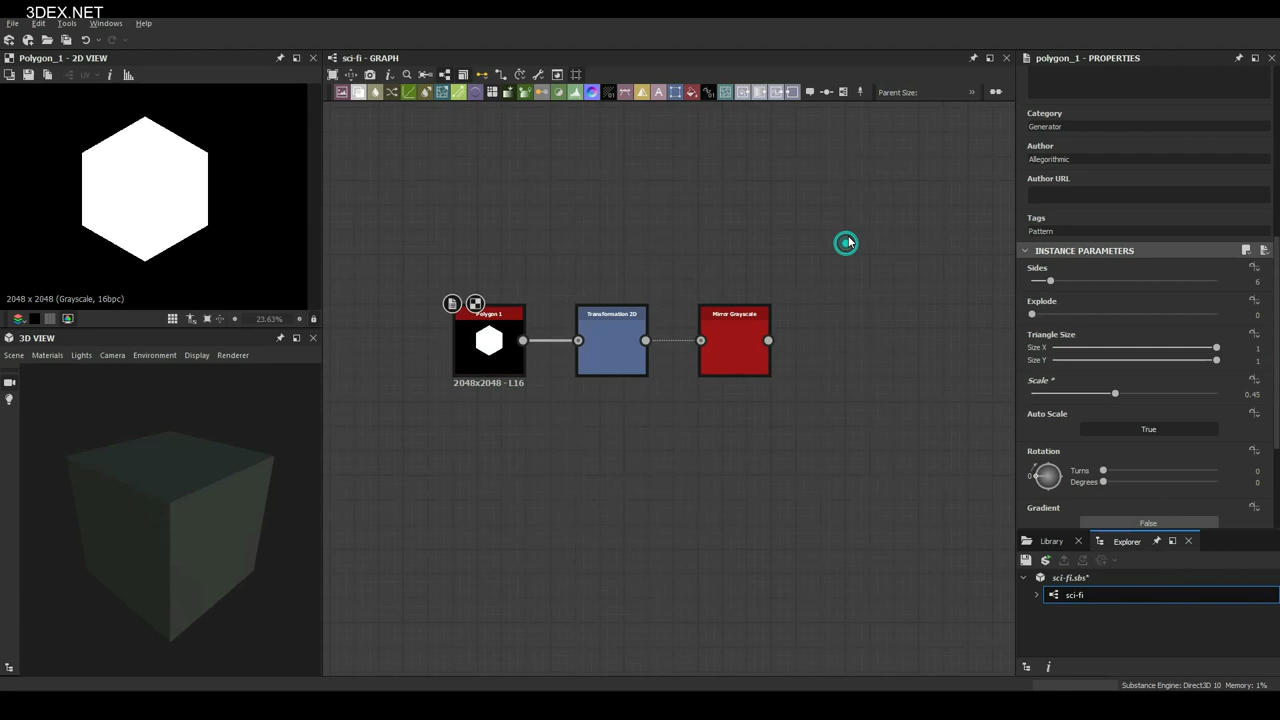 3DEX.NET
File Edit Tools Windows Help
Polygon_1 - 2D VIEW
sci-fi - GRAPH
polygon_1 - PROPERTIES
UV
Parent Size:
Category
Generator
Author
Allegorithmic
Author URL
Tags
Pattern
INSTANCE PARAMETERS
Sides
6
Explode
0
Triangle Size
Size X 1
Size Y 1
Scale *
0.45
Auto Scale
True
Rotation
0 Turns 0
Degrees 0
Gradient
False
Polygon 1
Transformation 2D
Mirror Grayscale
2048x2048 - L16
2048 x 2048 (Grayscale, 16bpc)
23.63%
3D VIEW
Scene Materials Lights Camera Environment Display Renderer
Library
Explorer
sci-fi.sbs*
sci-fi
Substance Engine: Direct3D 10 Memory: 1%